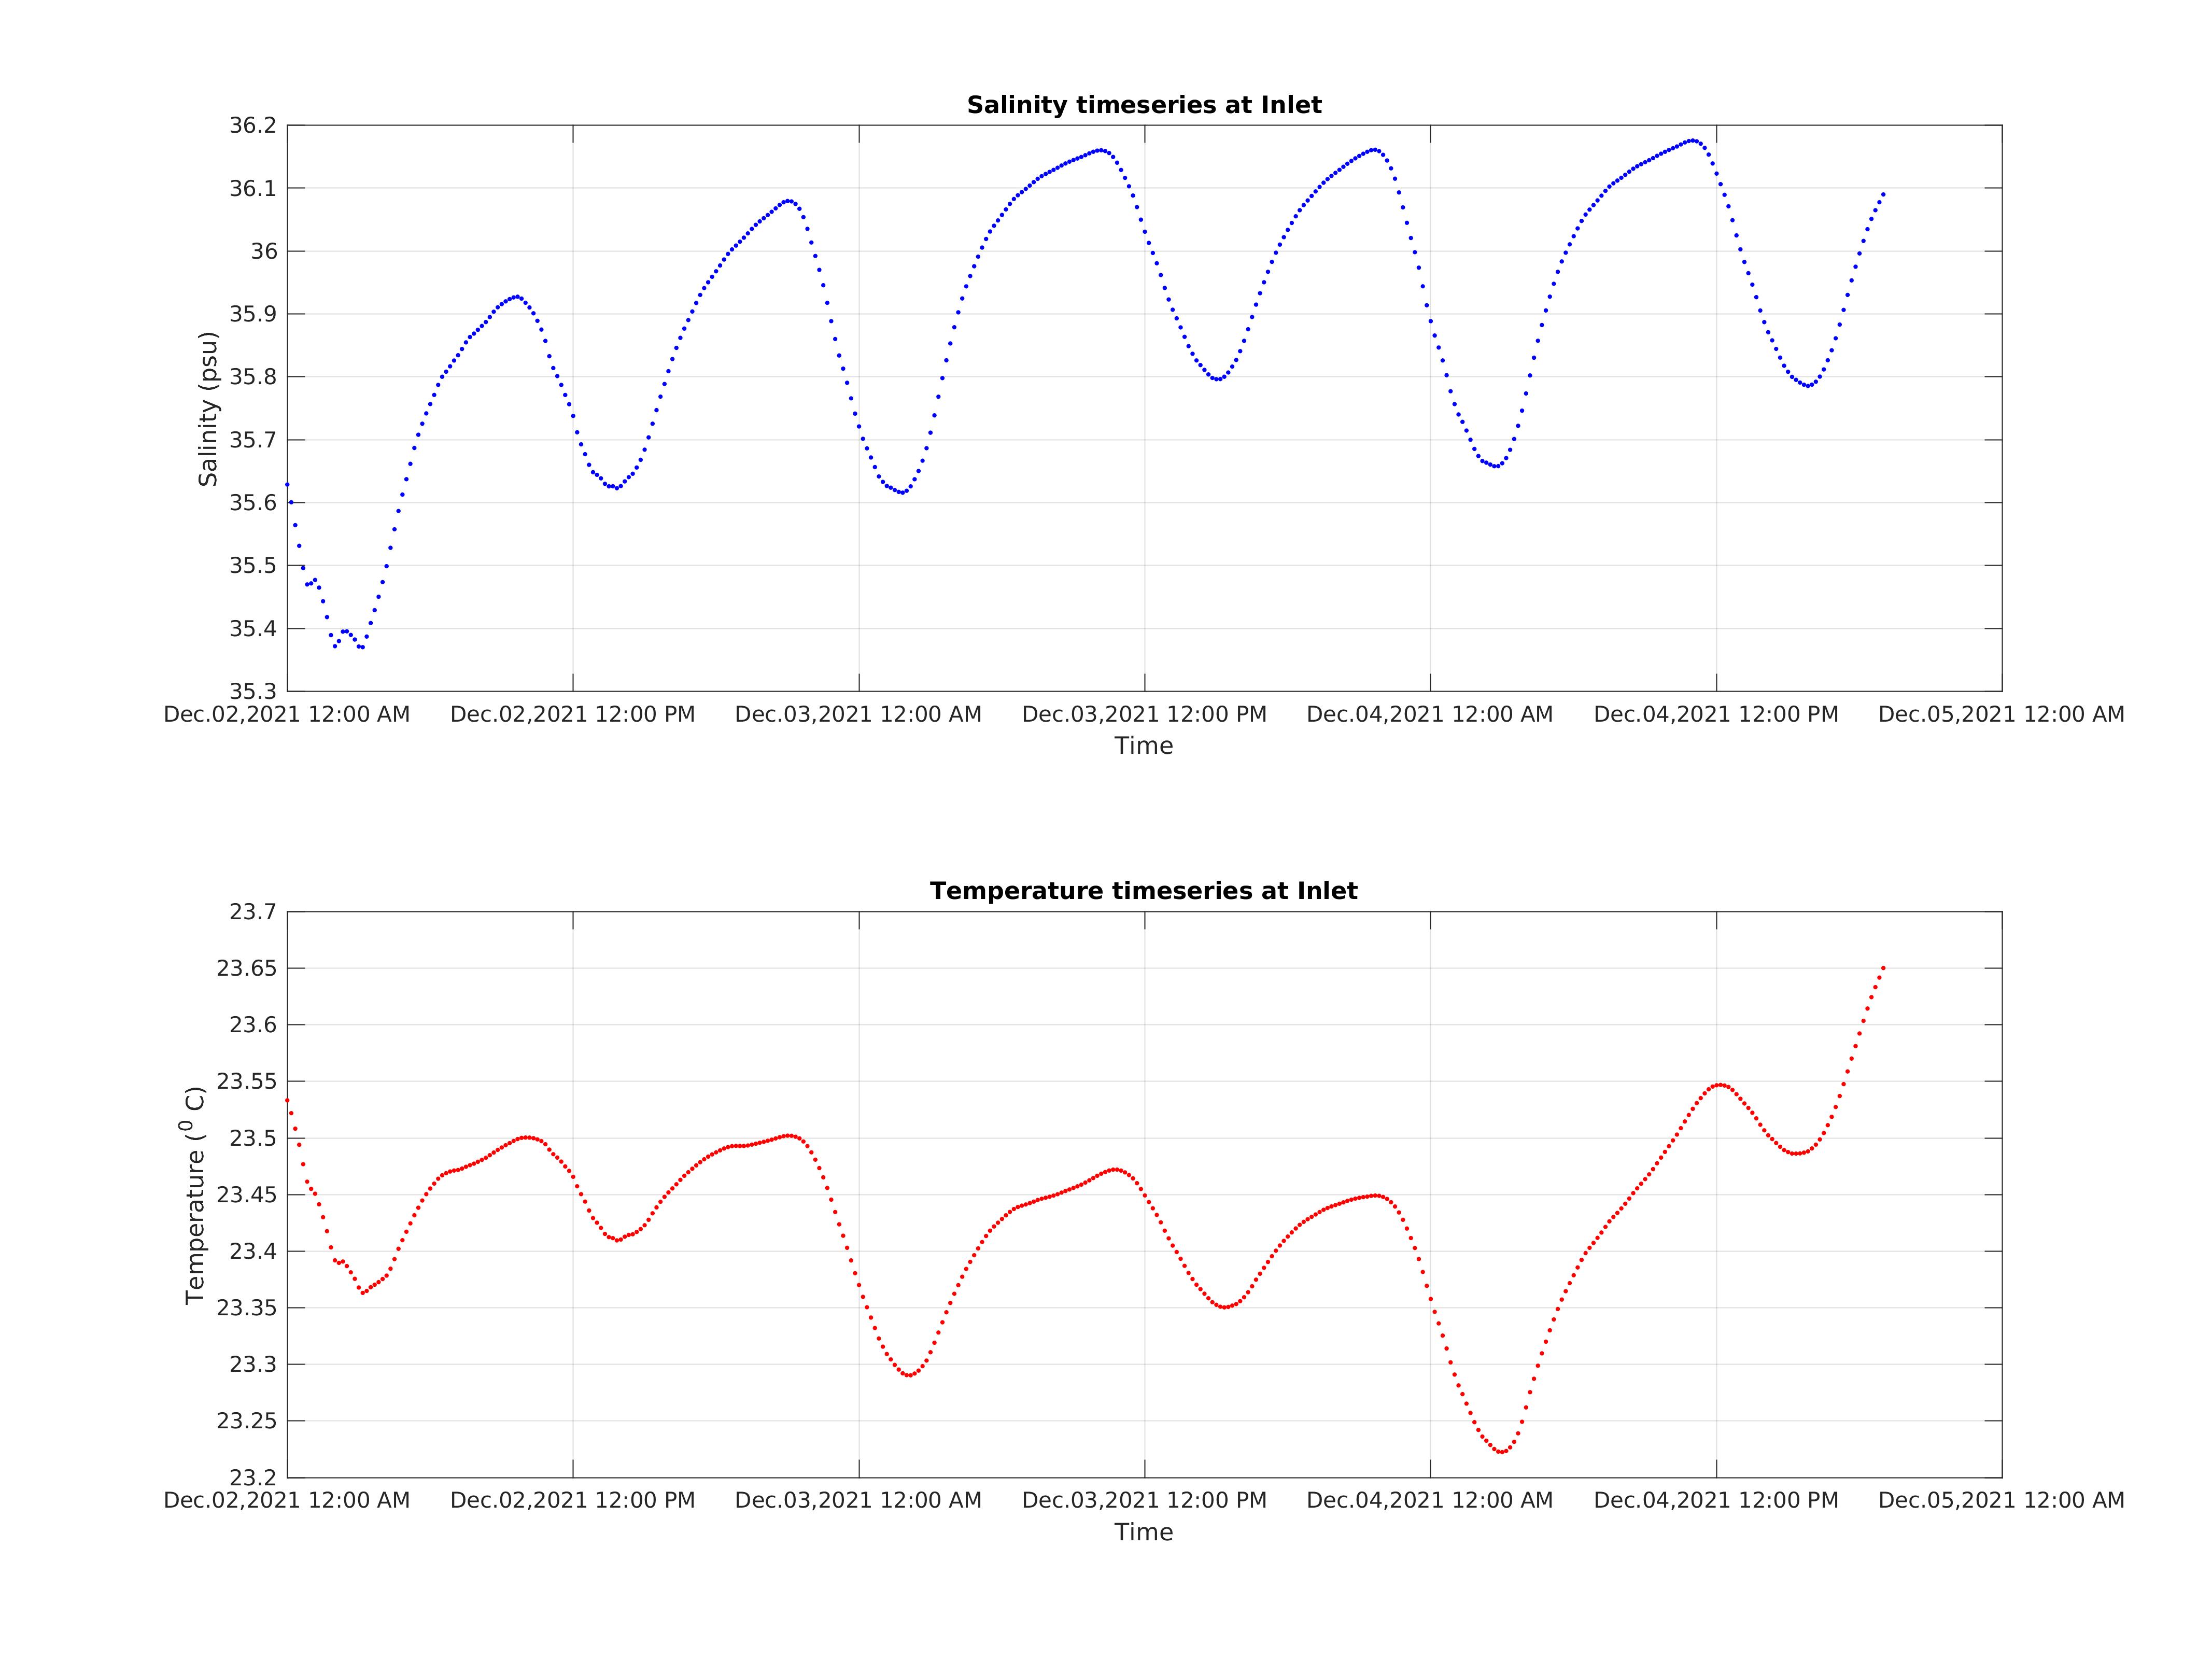 Salinity timeseries at Inlet
36.2
36.1
36
35.9
35.8
35.7
35.6
35.5
35.4
35.3
Salinity (psu)
Dec.02,2021 12:00 AM Dec.02,2021 12:00 PM Dec.03,2021 12:00 AM Dec.03,2021 12:00 PM Dec.04,2021 12:00 AM Dec.04,2021 12:00 PM Dec.05,2021 12:00 AM
Time
Temperature timeseries at Inlet
23.7
23.65
23.6
23.55
23.5
23.45
23.4
23.35
23.3
23.25
23.2
Temperature (⁰ C)
Dec.02,2021 12:00 AM Dec.02,2021 12:00 PM Dec.03,2021 12:00 AM Dec.03,2021 12:00 PM Dec.04,2021 12:00 AM Dec.04,2021 12:00 PM Dec.05,2021 12:00 AM
Time